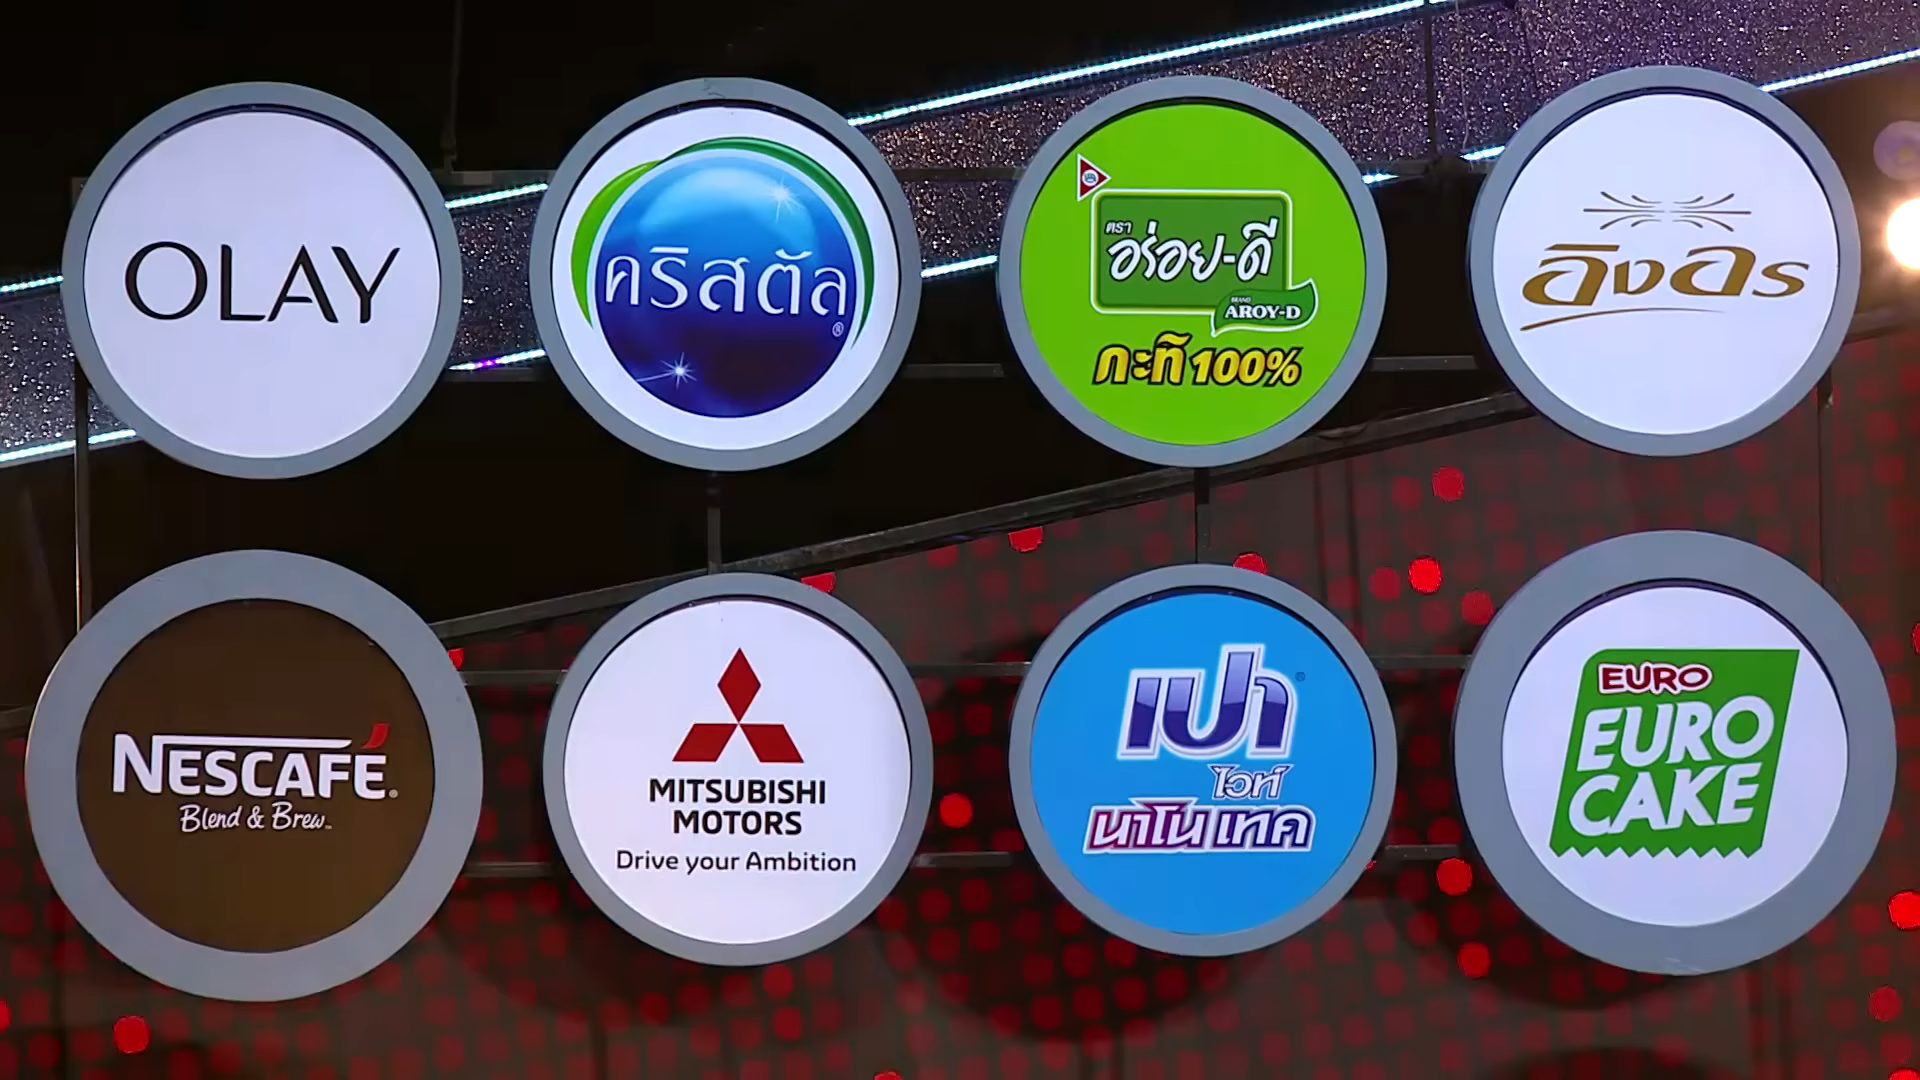 OLAY
คริสตัล
®
ตรา
อร่อย-ดี
BRAND
AROY-D
กะทิ 100%
อิงอร
NESCAFÉ®
Blend & Brew™
MITSUBISHI
MOTORS
Drive your Ambition
เปา®
ไวท์
นาโน เทค
EURO
EURO
CAKE